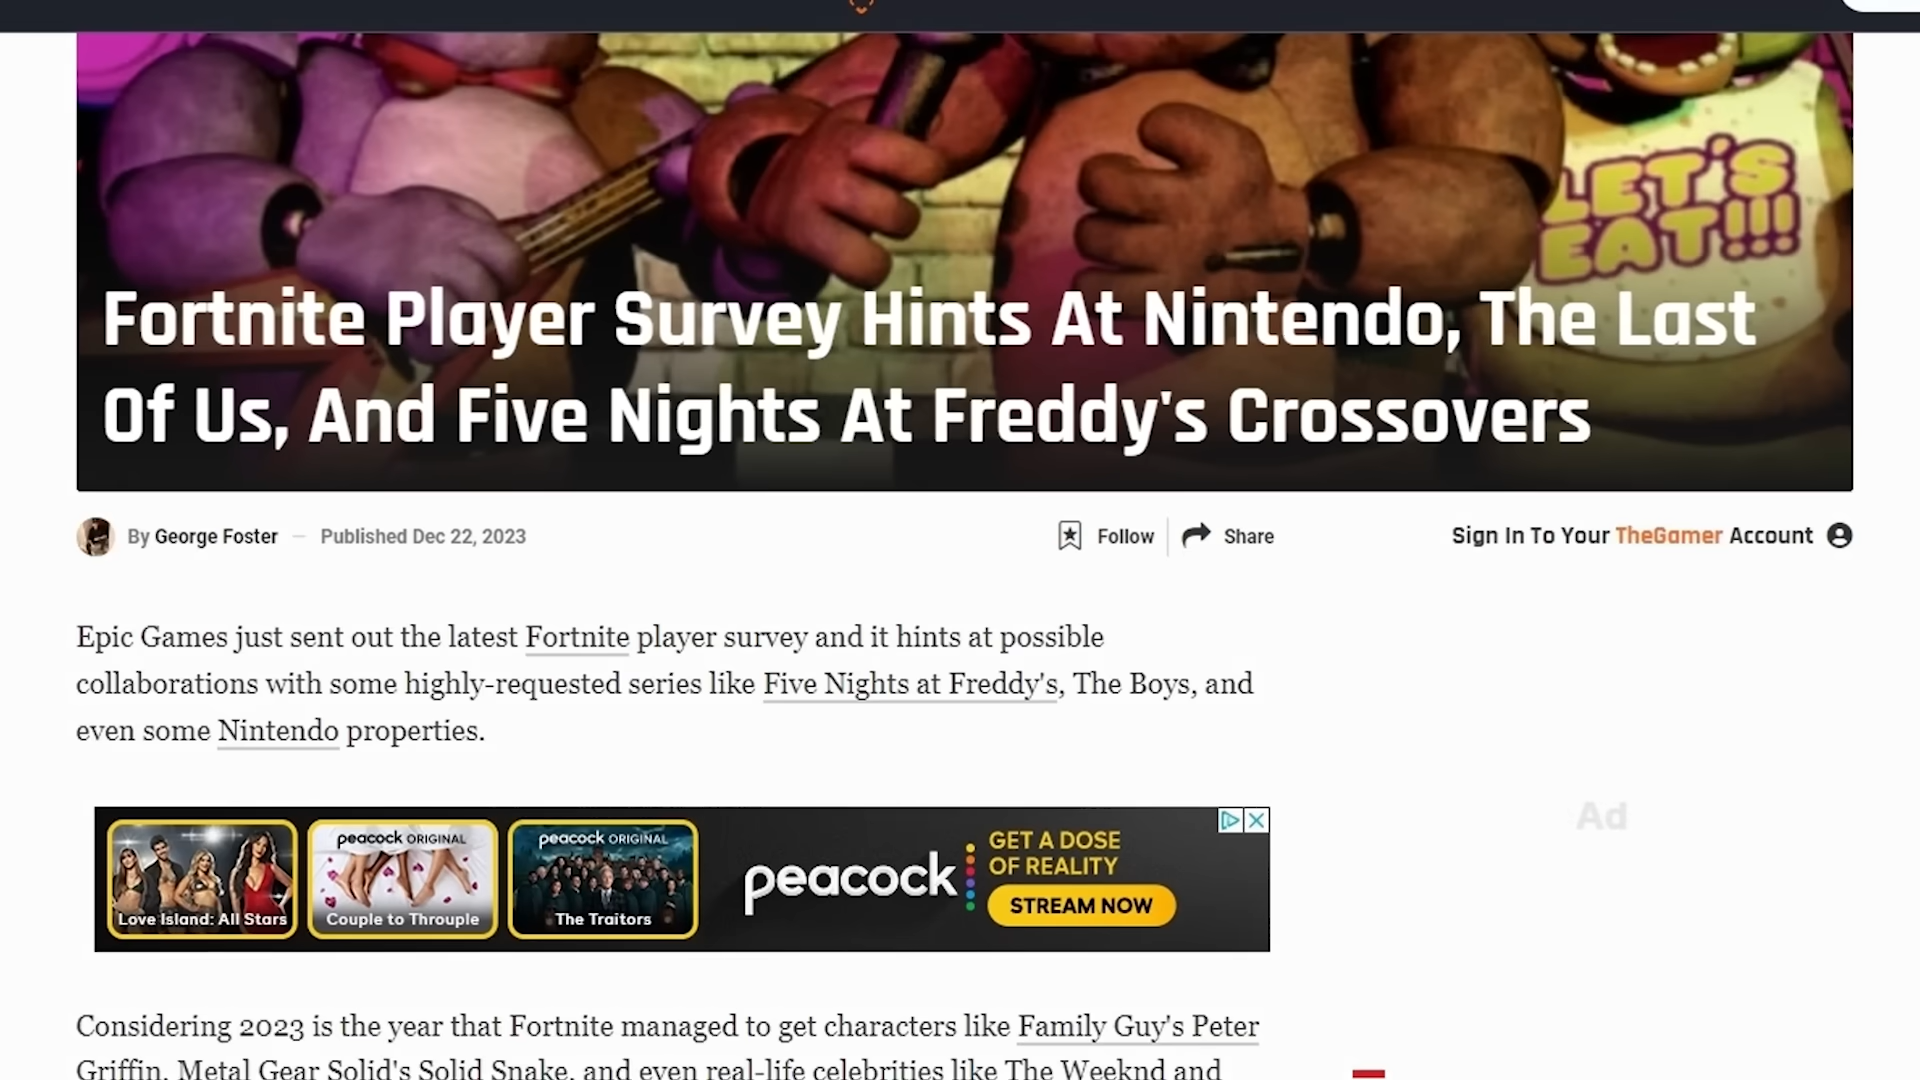 LET'S
EAT!!!
Fortnite Player Survey Hints At Nintendo, The Last
Of Us, And Five Nights At Freddy's Crossovers
By George Foster — Published Dec 22, 2023
Follow
Share
Sign In To Your TheGamer Account
Epic Games just sent out the latest Fortnite player survey and it hints at possible
collaborations with some highly-requested series like Five Nights at Freddy's, The Boys, and
even some Nintendo properties.
Love Island: All Stars
peacock ORIGINAL
Couple to Throuple
peacock ORIGINAL
The Traitors
peacock
GET A DOSE
OF REALITY
STREAM NOW
Ad
Considering 2023 is the year that Fortnite managed to get characters like Family Guy's Peter
Griffin, Metal Gear Solid's Solid Snake, and even real-life celebrities like The Weeknd and